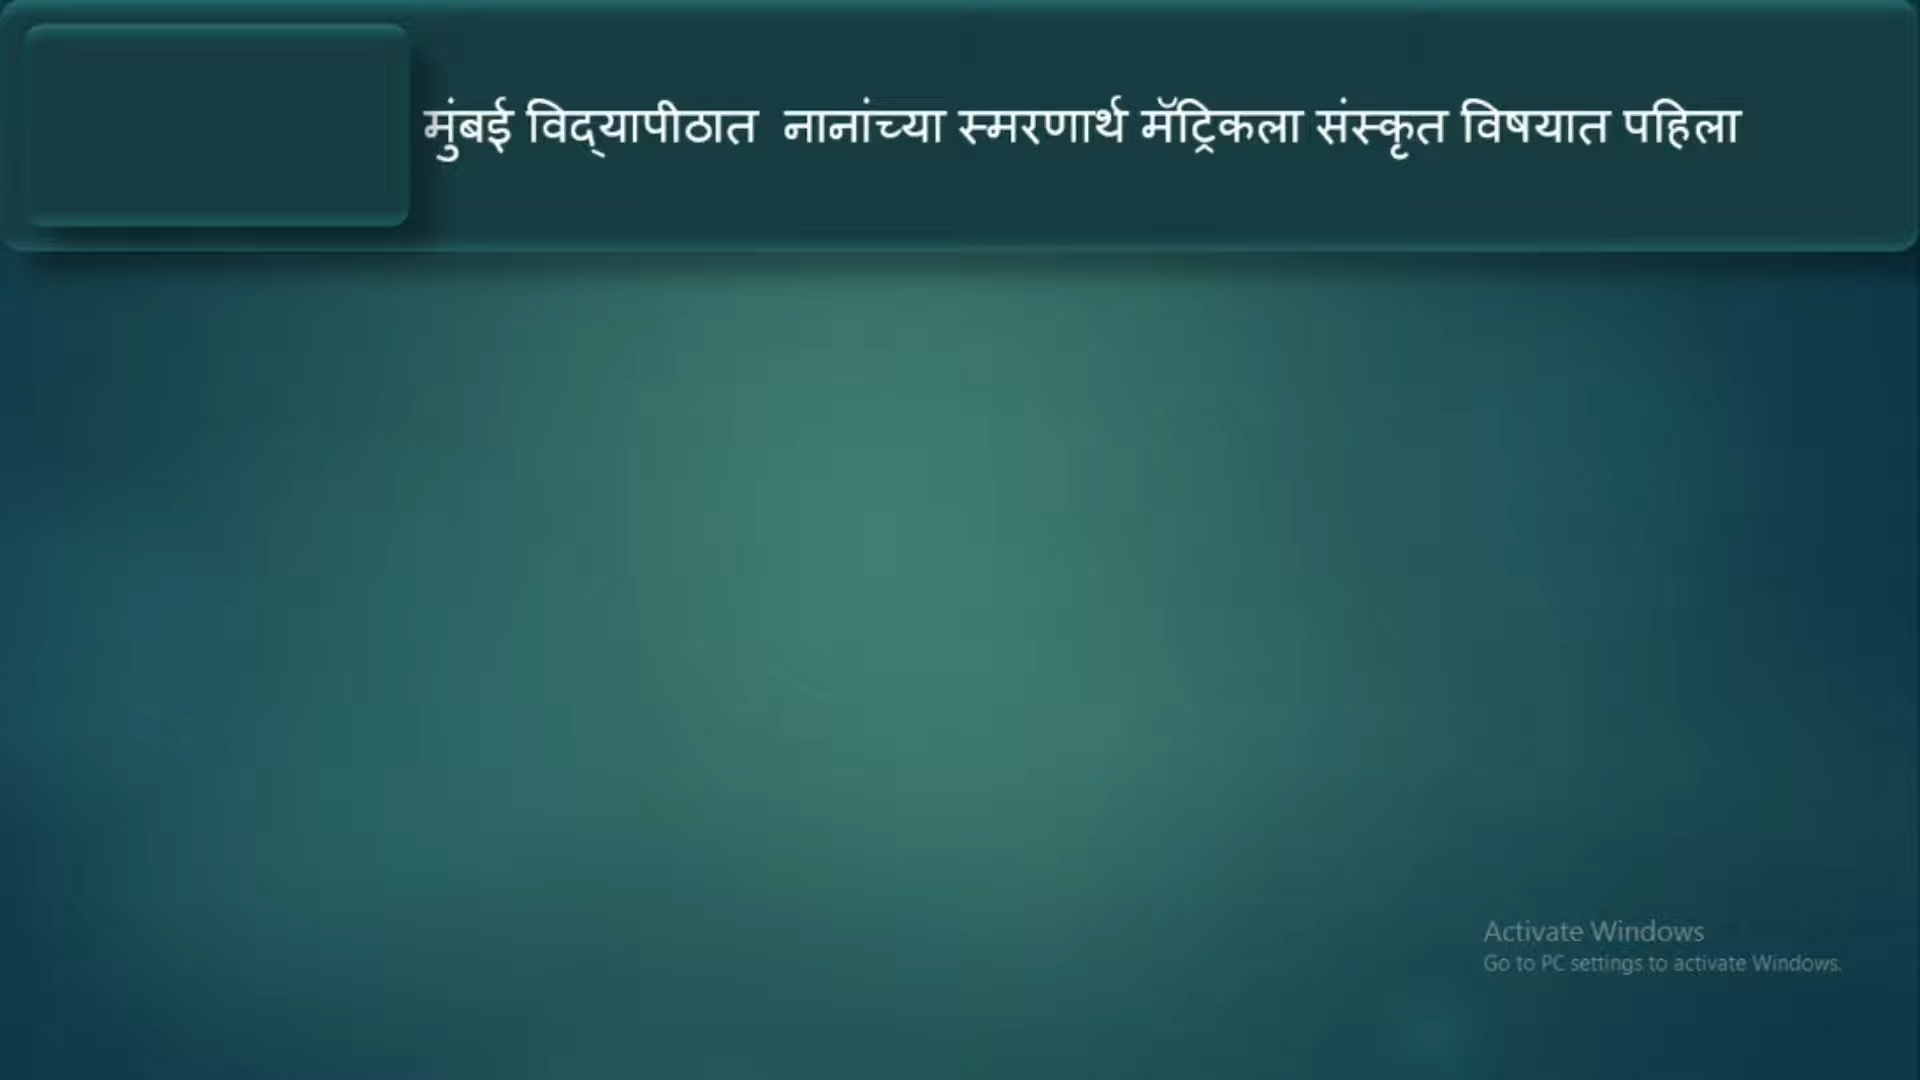 मुंबई विद्‌यापीठात नानांच्या स्मरणार्थ मॅट्रिकला संस्कृत विषयात पहिला
Activate Windows
Go to PC settings to activate Windows.